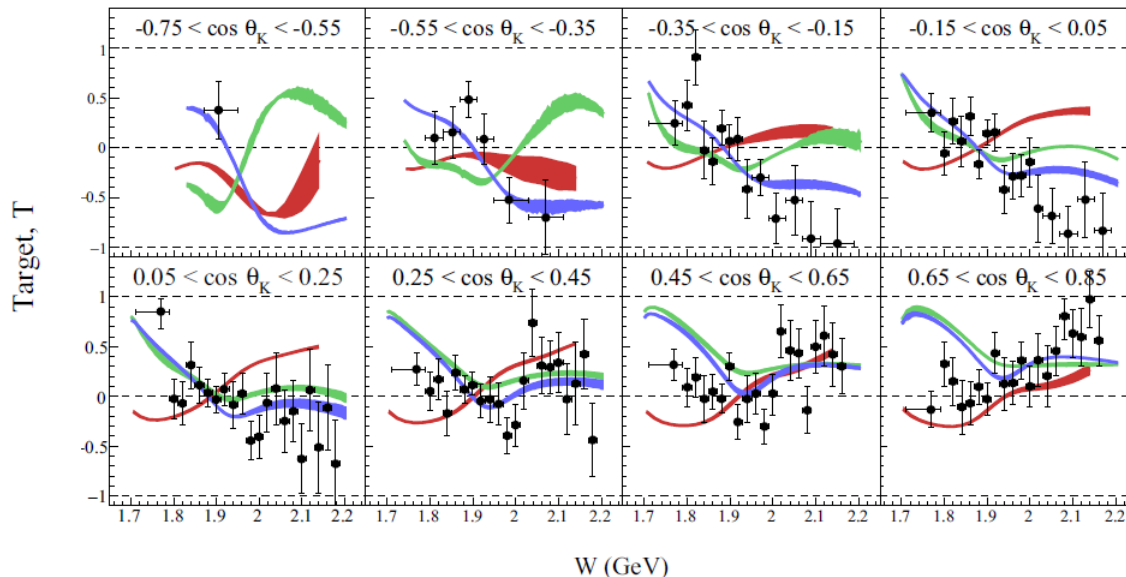 -0.75 < cos θK < -0.55
-0.55 < cos θK < -0.35
-0.35 < cos θK < -0.15
-0.15 < cos θK < 0.05
1
0.5
0
-0.5
-1
Target, T
0.05 < cos θK < 0.25
0.25 < cos θK < 0.45
0.45 < cos θK < 0.65
0.65 < cos θK < 0.85
1
0.5
0
-0.5
-1
1.7 1.8 1.9 2 2.1 2.2
1.7 1.8 1.9 2 2.1 2.2
1.7 1.8 1.9 2 2.1 2.2
1.7 1.8 1.9 2 2.1 2.2
W (GeV)